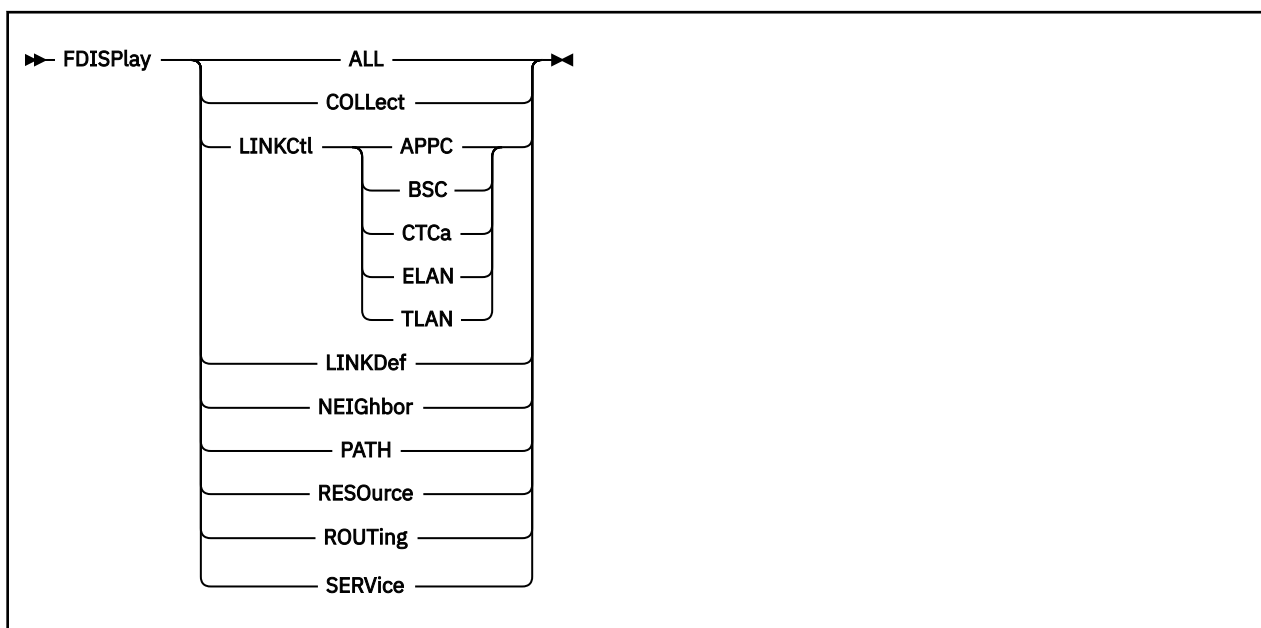 FDISPlay ALL
COLLect
LINKCtl APPC
BSC
CTCa
ELAN
TLAN
LINKDef
NEIGhbor
PATH
RESOurce
ROUTing
SERVice